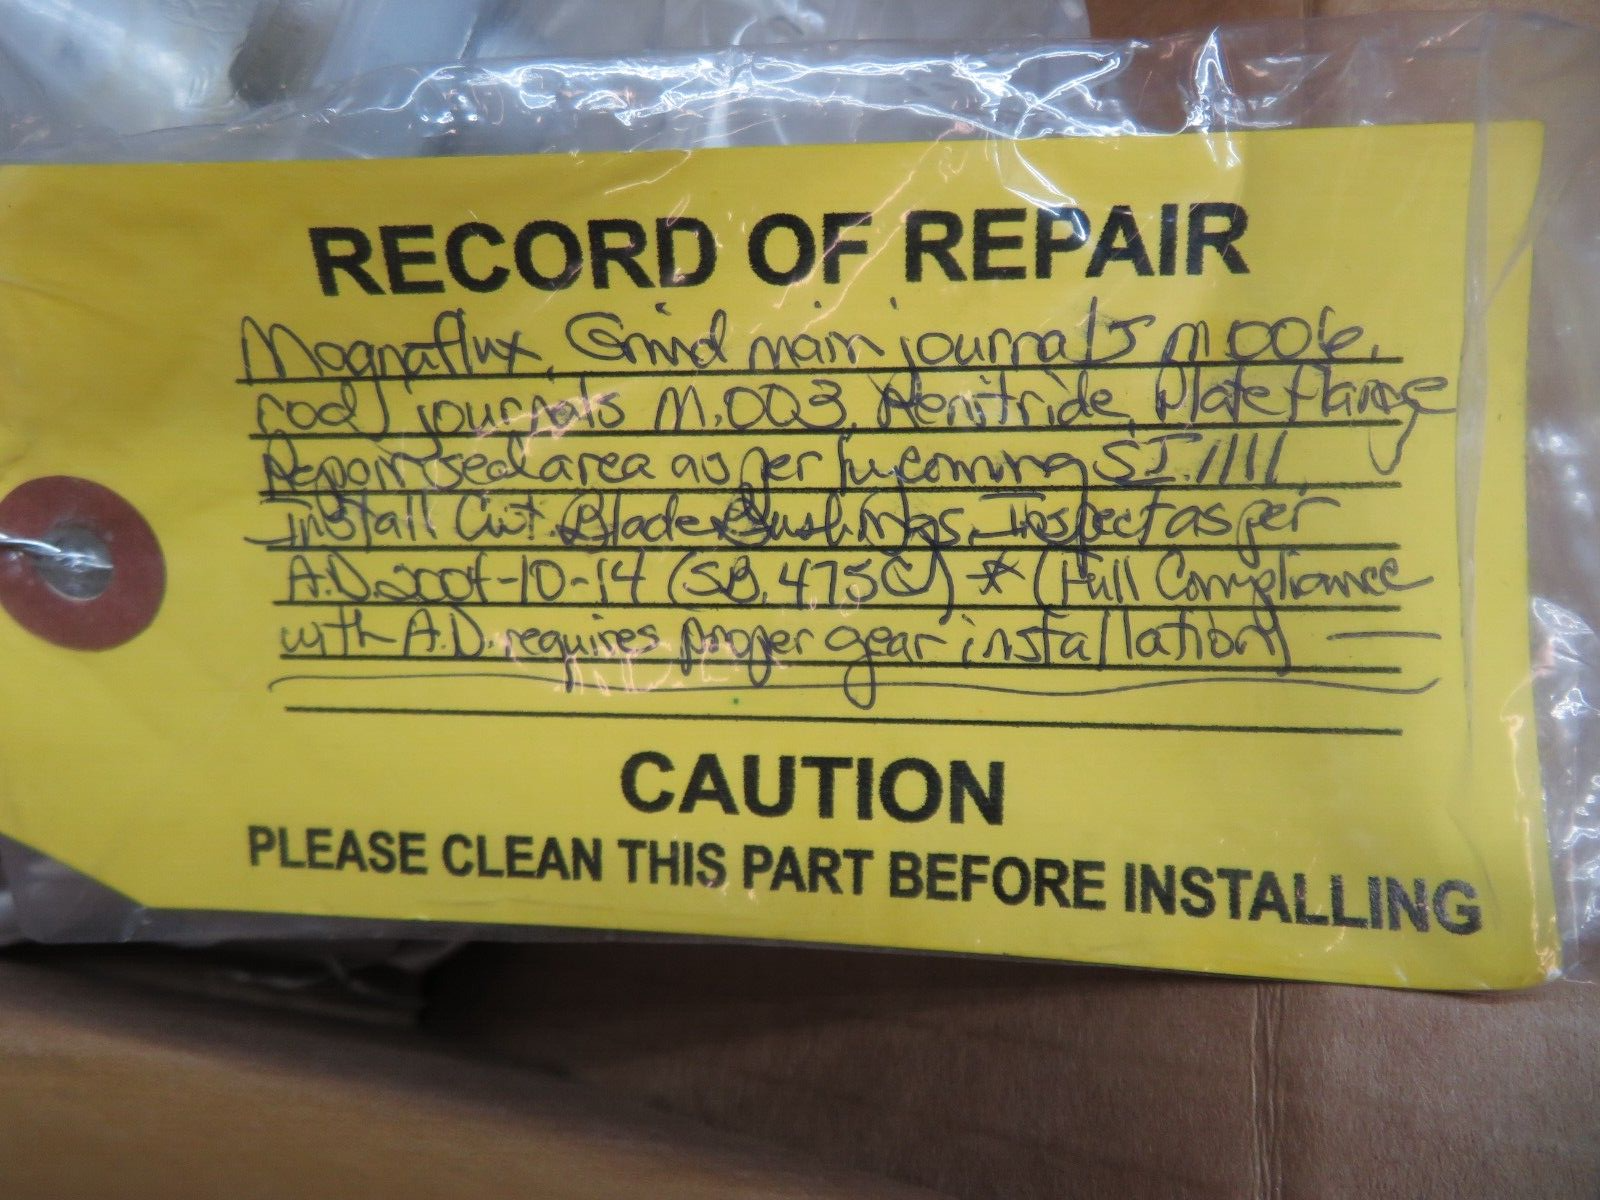 RECORD OF REPAIR
Magnaflux, Grind main journals M.006,
rod journals M.003, Renitride, Plate flange
Repair seal area as per Lycoming SI.1111
Install Cwt. Blade Bushings, Inspect as per
A.D. 2004-10-14 (SB. 475C) * (Full Compliance
with A.D. requires proper gear installation) —
CAUTION
PLEASE CLEAN THIS PART BEFORE INSTALLING